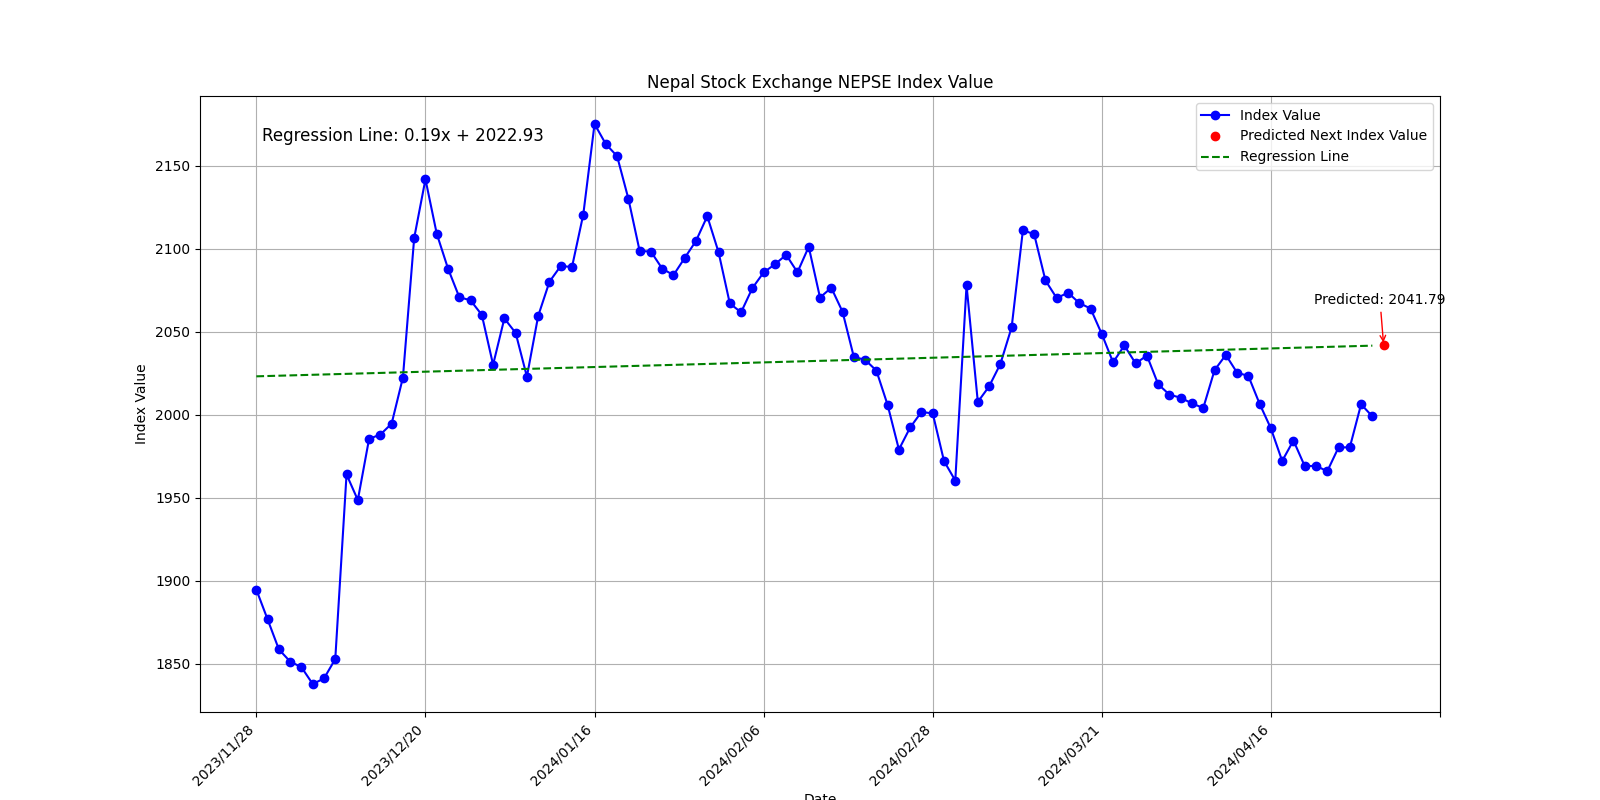 Nepal Stock Exchange NEPSE Index Value
Regression Line: 0.19x + 2022.93
Index Value
Predicted Next Index Value
Regression Line
Predicted: 2041.79
Index Value
2150
2100
2050
2000
1950
1900
1850
2023/11/28
2023/12/20
2024/01/16
2024/02/06
2024/02/28
2024/03/21
2024/04/16
Date